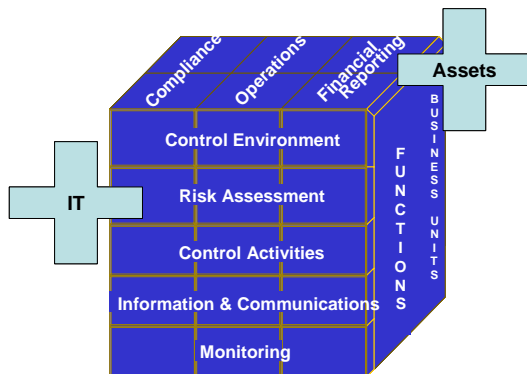 Compliance
Operations
Financial
Reporting
Assets
Control Environment
IT
Risk Assessment
Control Activities
Information & Communications
Monitoring
FUNCTIONS
BUSINESS UNITS